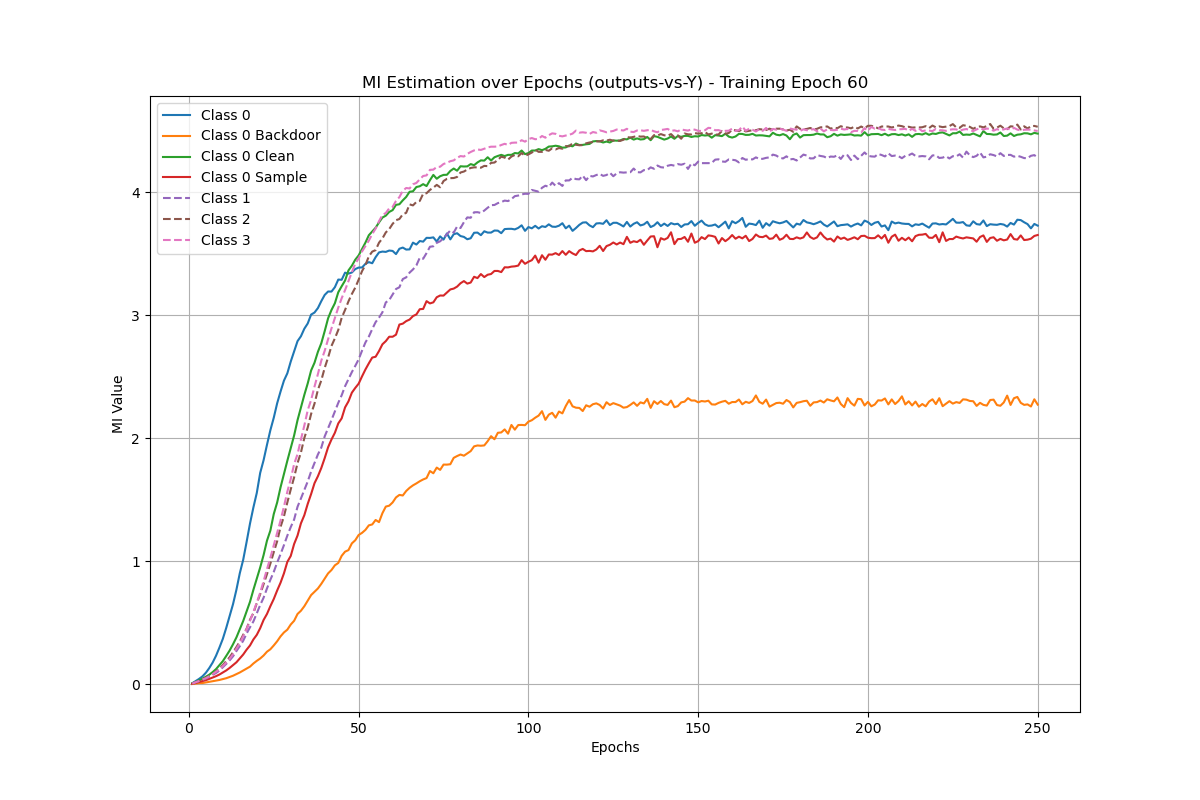 MI Estimation over Epochs (outputs-vs-Y) - Training Epoch 60
Class 0
Class 0 Backdoor
Class 0 Clean
Class 0 Sample
Class 1
Class 2
Class 3
MI Value
4
3
2
1
0
0 50 100 150 200 250
Epochs